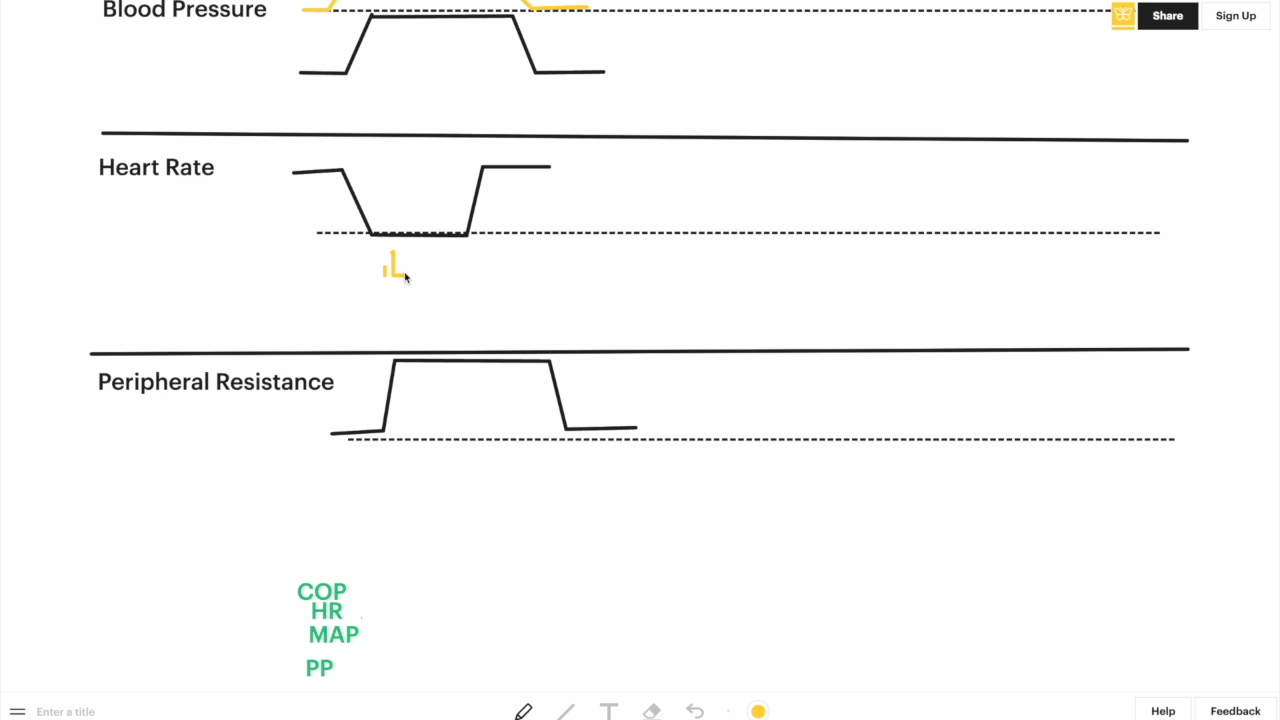 Blood Pressure
Share
Sign Up
Heart Rate
Peripheral Resistance
COP
HR
MAP
PP
Enter a title
T
Help
Feedback